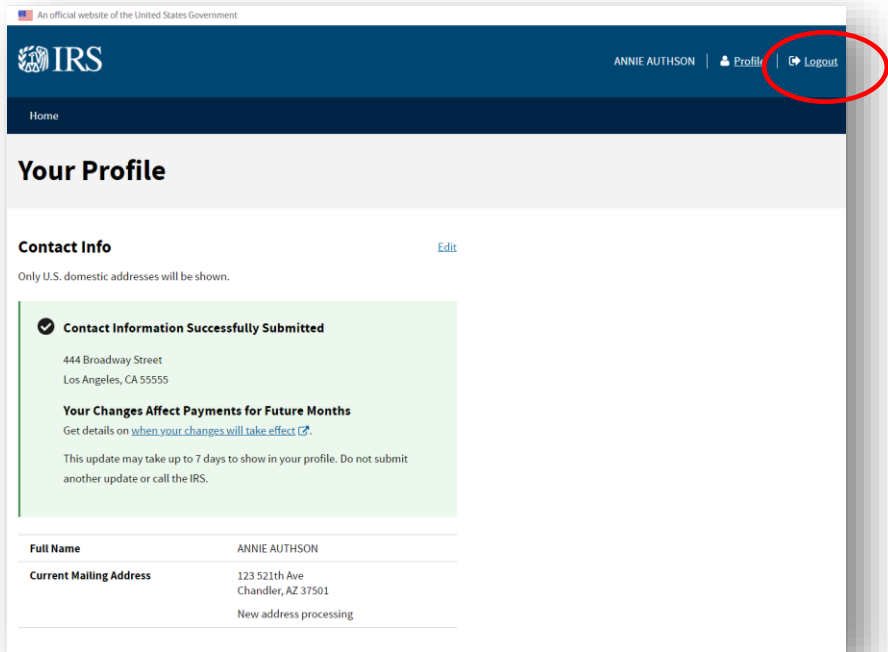 An official website of the United States Government
IRS
ANNIE AUTHSON Profile Logout
Home
Your Profile
Contact Info
Edit
Only U.S. domestic addresses will be shown.
Contact Information Successfully Submitted
444 Broadway Street
Los Angeles, CA 55555
Your Changes Affect Payments for Future Months
Get details on when your changes will take effect.
This update may take up to 7 days to show in your profile. Do not submit
another update or call the IRS.
Full Name ANNIE AUTHSON
Current Mailing Address 123 521th Ave
Chandler, AZ 37501
New address processing